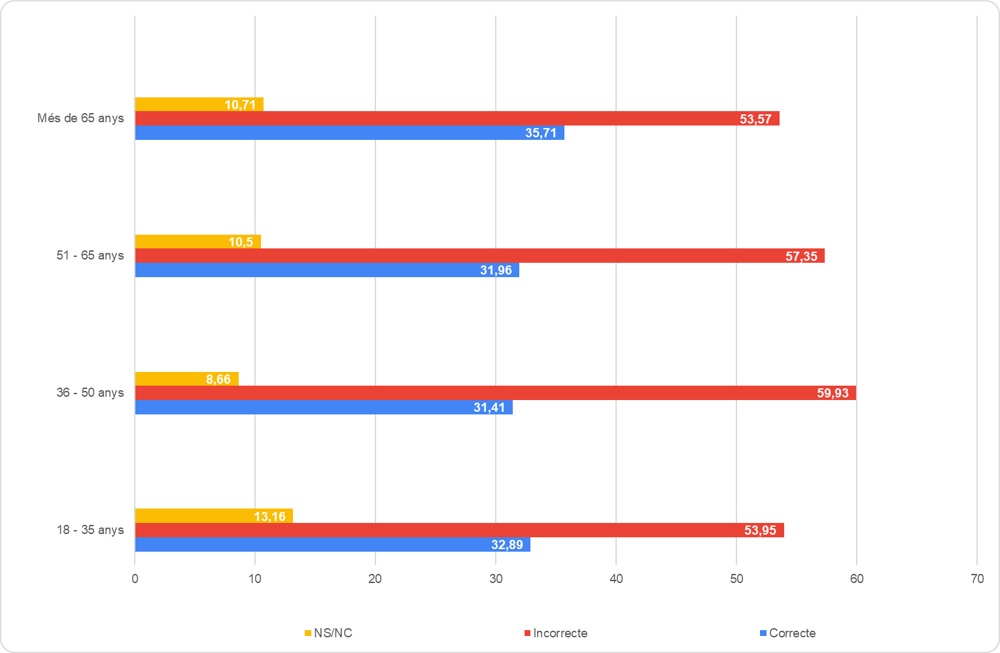 10,71
Més de 65 anys
53,57
35,71
10,5
51 - 65 anys
57,35
31,96
8,66
36 - 50 anys
59,93
31,41
13,16
18 - 35 anys
53,95
32,89
0 10 20 30 40 50 60 70
NS/NC Incorrecte Correcte